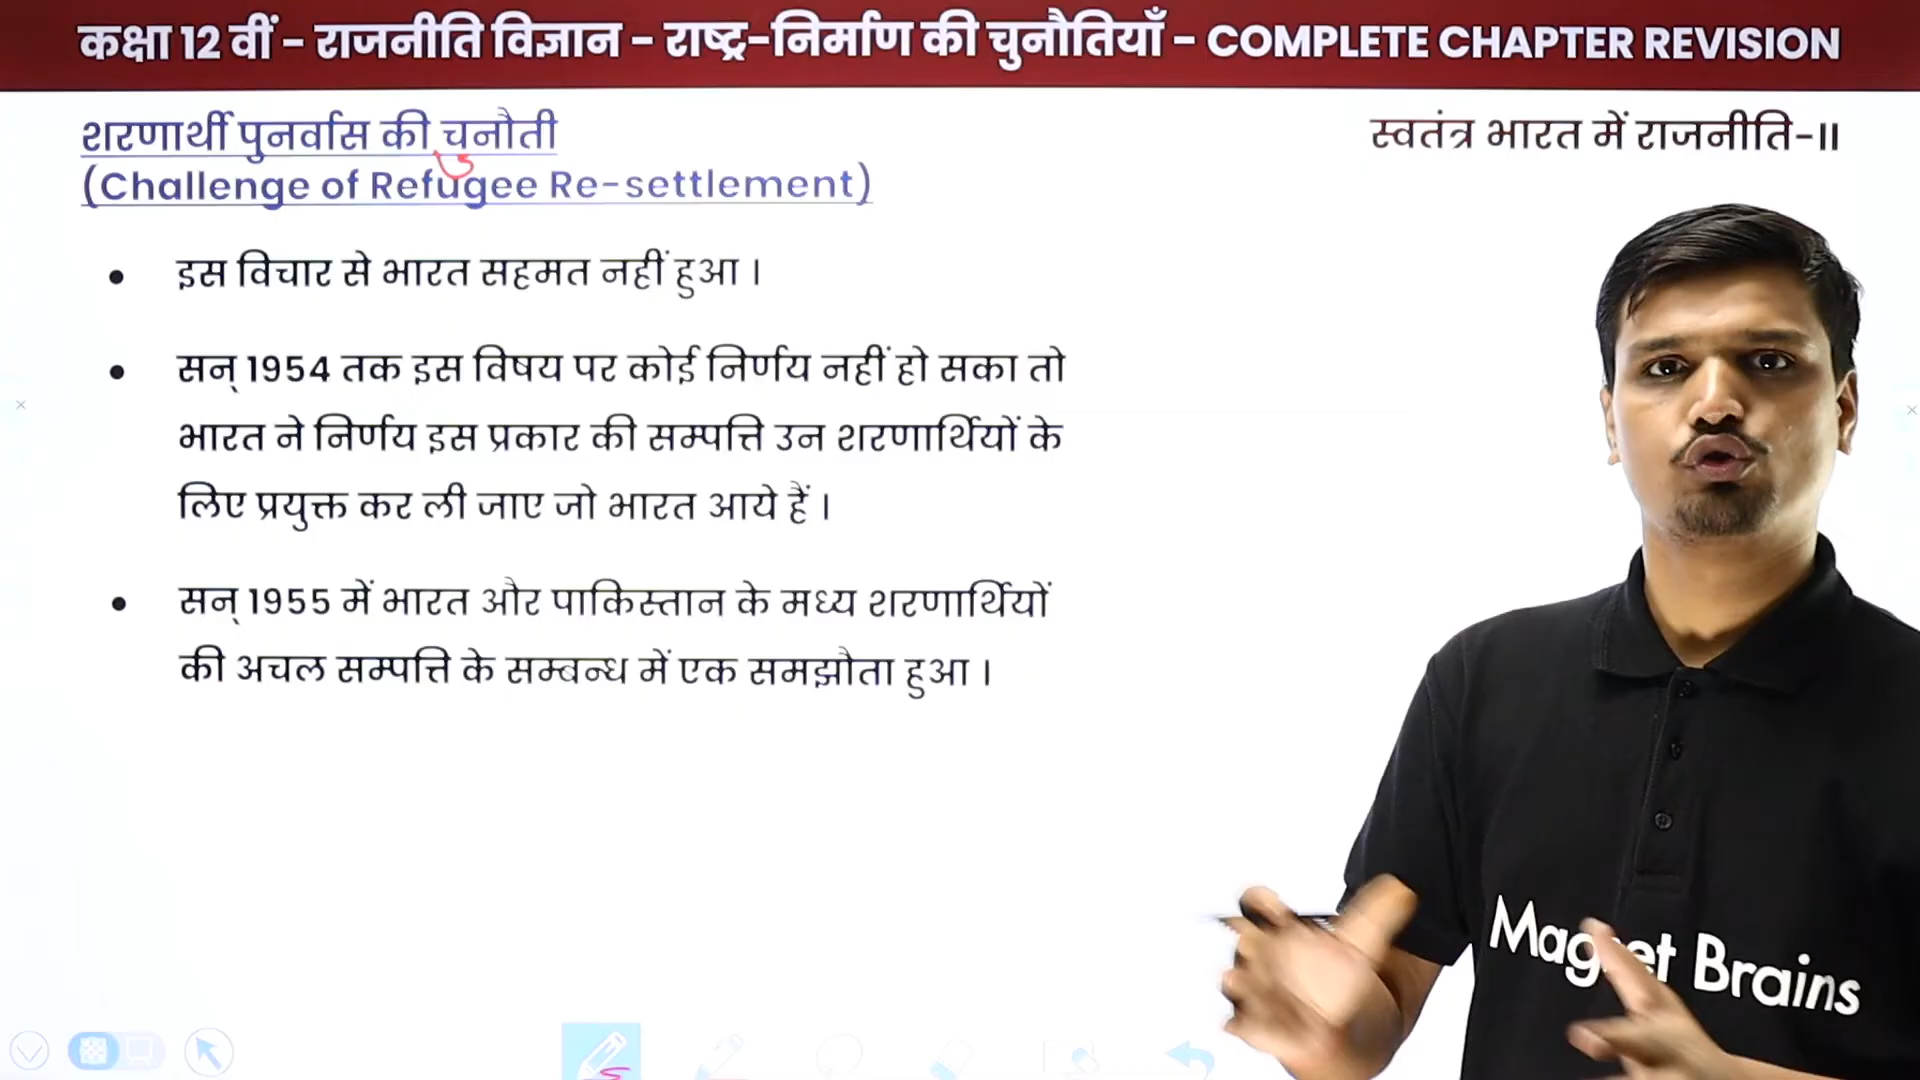 कक्षा 12 वीं - राजनीति विज्ञान - राष्ट्र-निर्माण की चुनौतियाँ - COMPLETE CHAPTER REVISION
शरणार्थी पुनर्वास की चनौती
स्वतंत्र भारत में राजनीति-II
(Challenge of Refugee Re-settlement)
• इस विचार से भारत सहमत नहीं हुआ।
• सन् 1954 तक इस विषय पर कोई निर्णय नहीं हो सका तो
भारत ने निर्णय इस प्रकार की सम्पत्ति उन शरणार्थियों के
लिए प्रयुक्त कर ली जाए जो भारत आये हैं।
• सन् 1955 में भारत और पाकिस्तान के मध्य शरणार्थियों
की अचल सम्पत्ति के सम्बन्ध में एक समझौता हुआ।
Magnet Brains